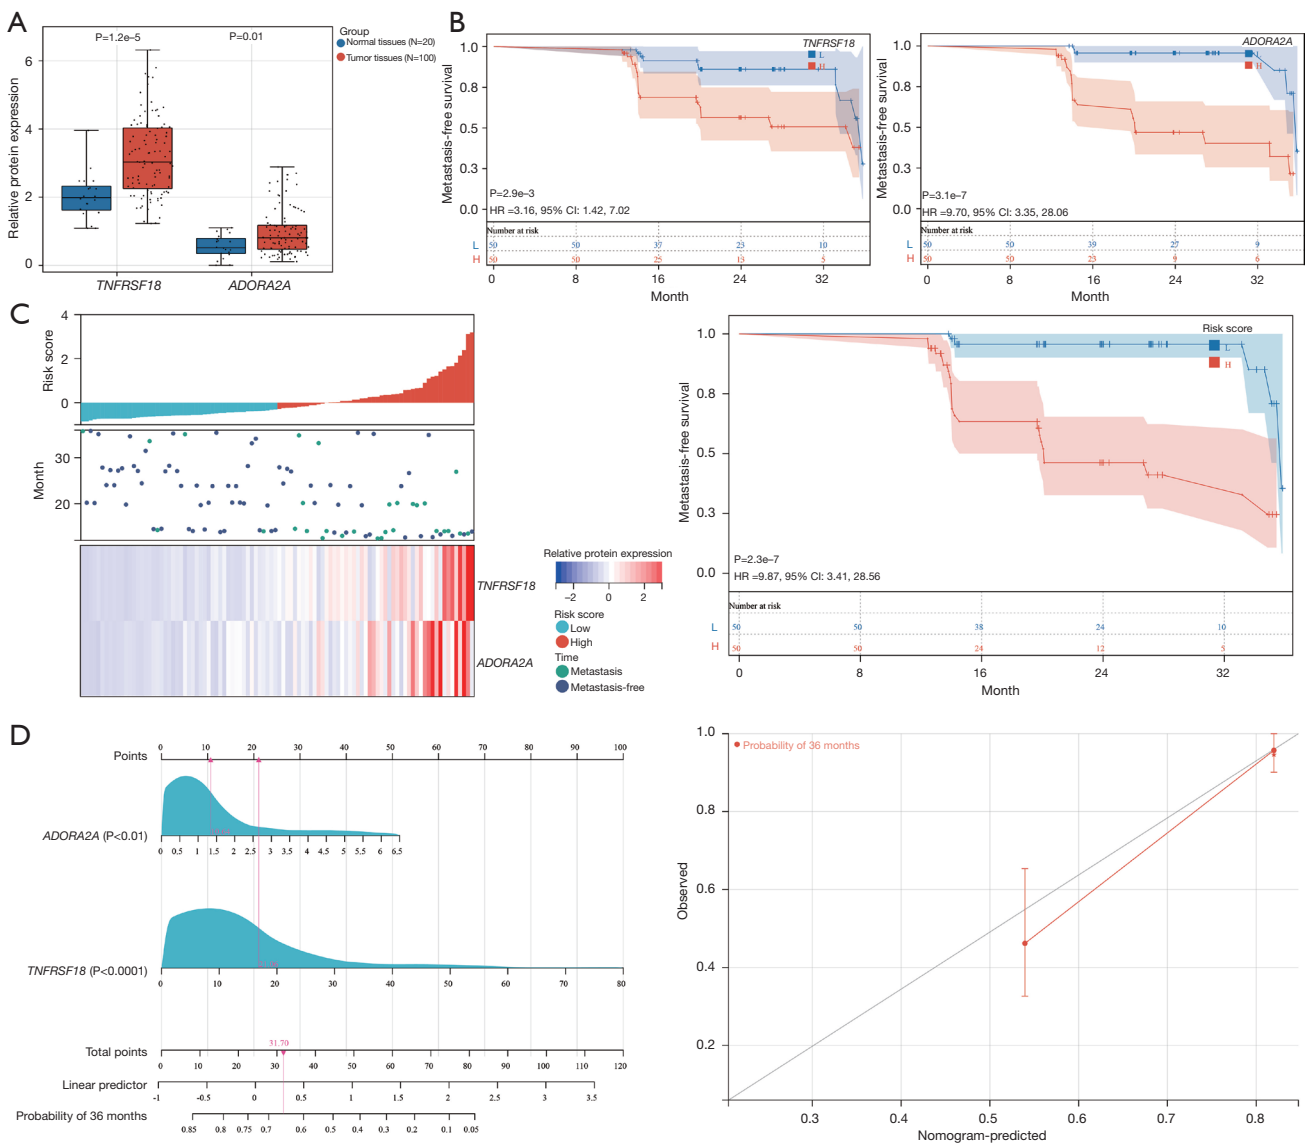 A
P=1.2e-5
P=0.01
Group
Normal tissues (N=20)
Tumor tissues (N=100)
Relative protein expression
6
4
2
0
TNFRSF18
ADORA2A
B
TNFRSF18
L
H
Metastasis-free survival
1.0
0.8
0.5
0.3
0.0
P=2.9e–3
HR =3.16, 95% CI: 1.42, 7.02
Number at risk
L 50 50 37 23 10
H 50 50 25 13 5
0 8 16 24 32
Month
ADORA2A
L
H
Metastasis-free survival
1.0
0.8
0.5
0.3
0.0
P=3.1e-7
HR =9.70, 95% CI: 3.35, 28.06
Number at risk
L 50 50 39 27 9
H 50 50 23 9 6
0 8 16 24 32
Month
C
Risk score
4
2
0
Month
30
20
TNFRSF18
ADORA2A
Relative protein expression
–2 0 2
Risk score
Low
High
Time
Metastasis
Metastasis-free
Risk score
L
H
Metastasis-free survival
1.0
0.8
0.5
0.3
0.0
P=2.3e-7
HR =9.87, 95% CI: 3.41, 28.56
Number at risk
L 50 50 38 24 10
H 50 50 24 12 5
0 8 16 24 32
Month
D
Points
0 10 20 30 40 50 60 70 80 90 100
ADORA2A (P<0.01)
0 0.5 1 1.5 2 2.5 3 3.5 4 4.5 5 5.5 6 6.5
TNFRSF18 (P<0.0001)
0 10 20 30 40 50 60 70 80
31.70
Total points
0 10 20 30 40 50 60 70 80 90 100 110 120
Linear predictor
-1 -0.5 0 0.5 1 1.5 2 2.5 3 3.5
Probability of 36 months
0.85 0.8 0.75 0.7 0.6 0.5 0.4 0.3 0.2 0.1 0.05
Probability of 36 months
Observed
1.0
0.8
0.6
0.4
0.2
0.3 0.4 0.5 0.6 0.7 0.8
Nomogram-predicted